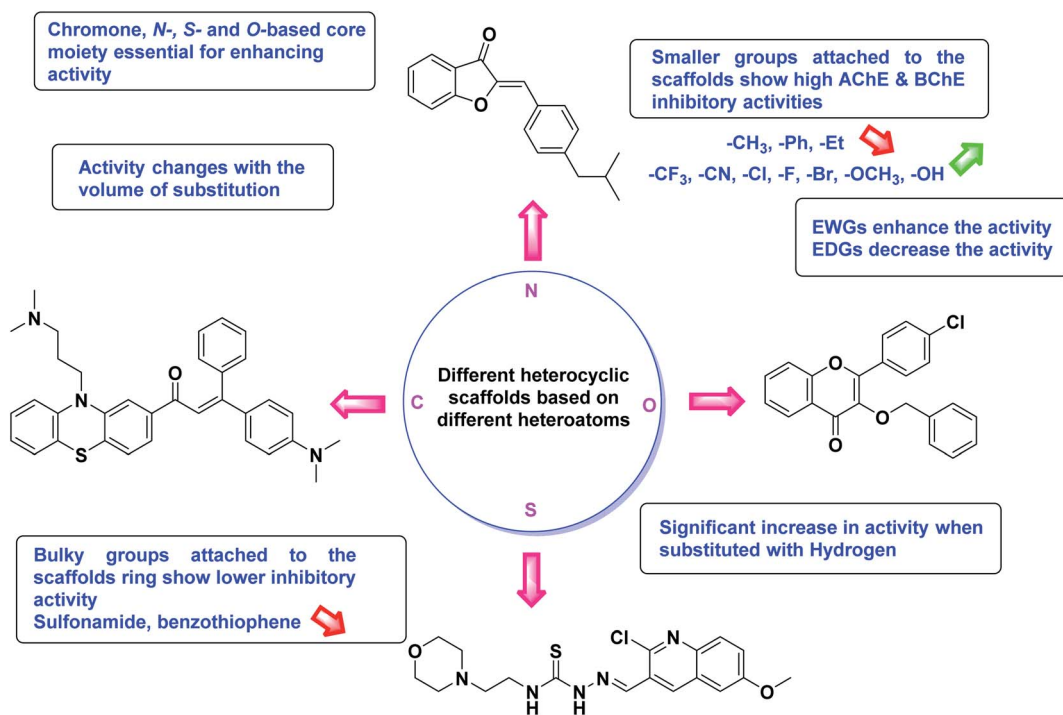 Chromone, N-, S- and O-based core
moiety essential for enhancing
activity
O
O
Smaller groups attached to the
scaffolds show high AChE & BChE
inhibitory activities
-CH₃, -Ph, -Et
-CF₃, -CN, -Cl, -F, -Br, -OCH₃, -OH
Activity changes with the
volume of substitution
EWGs enhance the activity
EDGs decrease the activity
N
N
O
N
S
N
Different heterocyclic
scaffolds based on
different heteroatoms
C
O
S
Cl
O
O
O
Significant increase in activity when
substituted with Hydrogen
Bulky groups attached to the
scaffolds ring show lower inhibitory
activity
Sulfonamide, benzothiophene
O
N
N
H
S
N
H
N
Cl
N
O